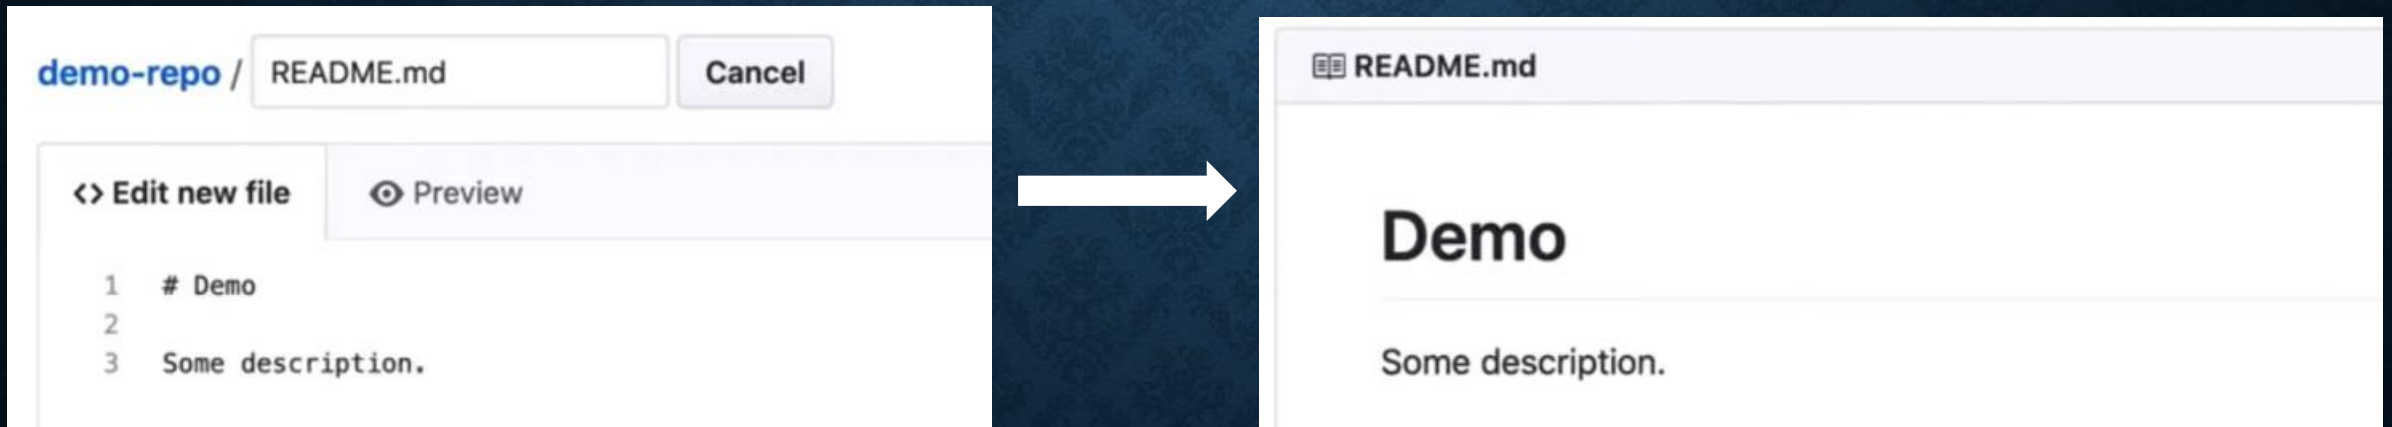 demo-repo / README.md Cancel
<> Edit new file Preview
1 # Demo
2
3 Some description.
README.md
Demo
Some description.